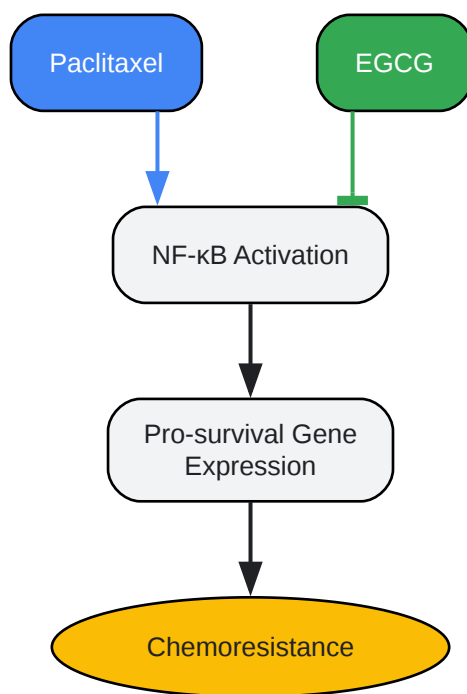 Paclitaxel
EGCG
NF-κB Activation
Pro-survival Gene
Expression
Chemoresistance